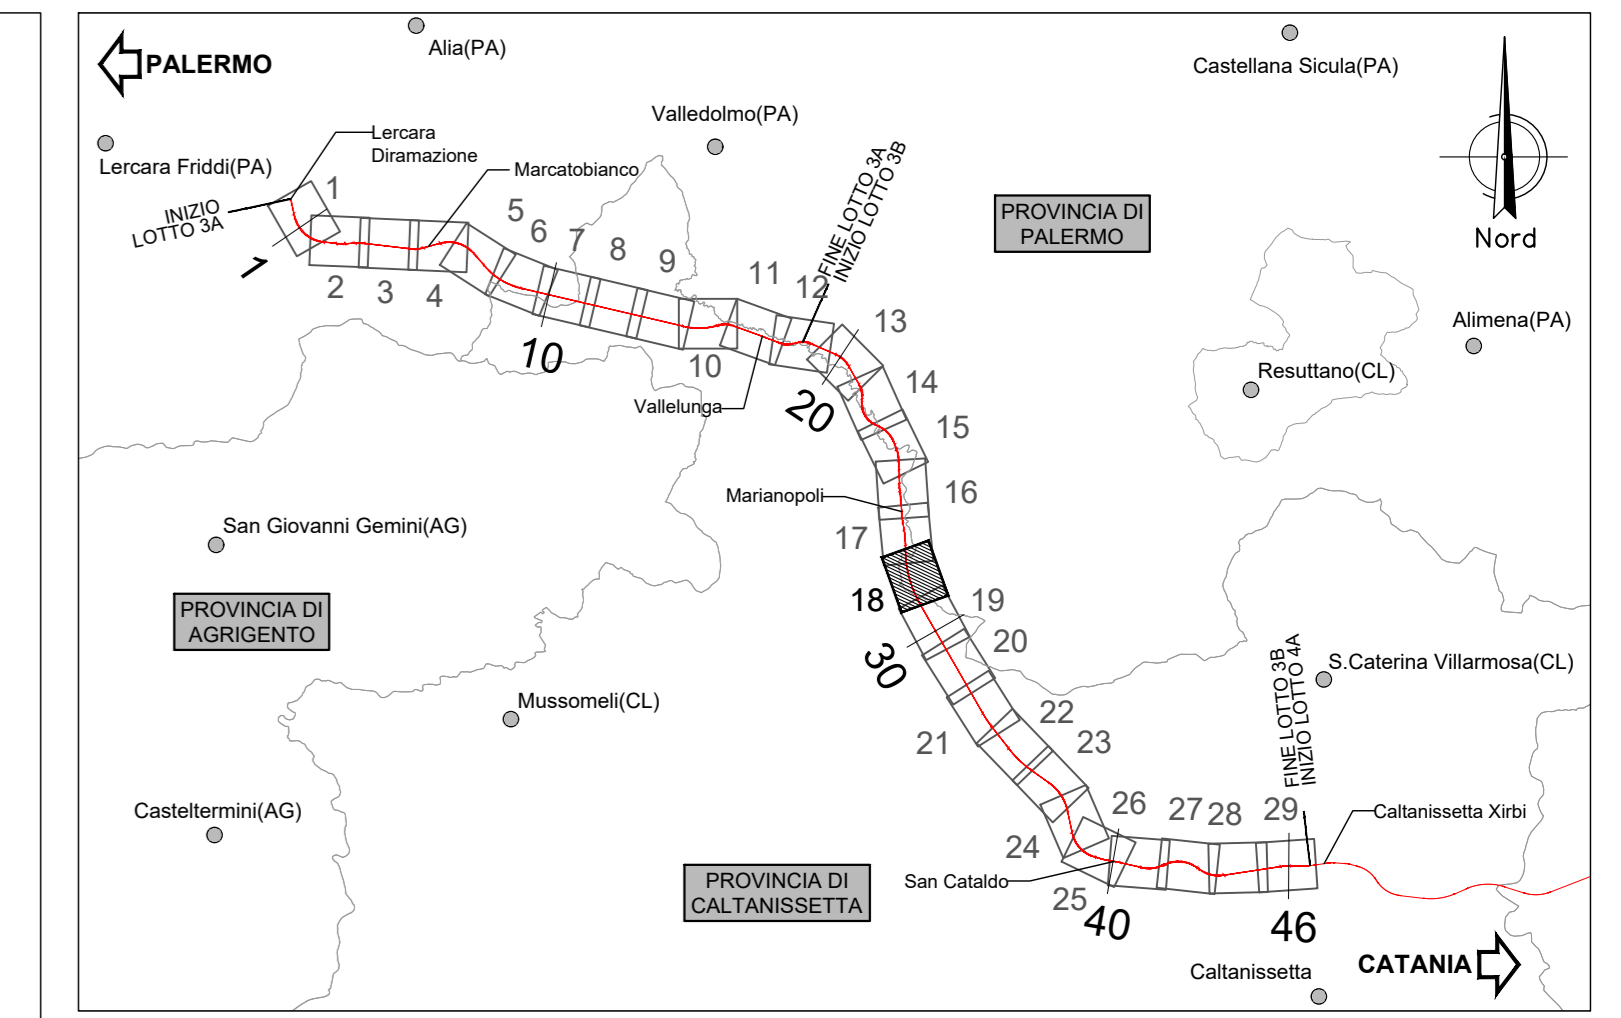 Alia(PA)
PALERMO
Castellana Sicula(PA)
Valledolmo(PA)
Lercara
Diramazione
Lercara Friddi(PA)
Marcatobianco
INIZIO
LOTTO 3A
FINE LOTTO 3A
INIZIO LOTTO 3B
PROVINCIA DI
PALERMO
Nord
1
1
2
3
4
5
6
7
8
9
10
10
11
12
13
Vallelunga
20
14
15
Alimena(PA)
Resuttano(CL)
Marianopoli
16
17
San Giovanni Gemini(AG)
PROVINCIA DI
AGRIGENTO
18
19
20
30
Mussomeli(CL)
S.Caterina Villarmosa(CL)
FINE LOTTO 3B
INIZIO LOTTO 4A
21
22
23
Casteltermini(AG)
24
25
26
27
28
29
Caltanissetta Xirbi
San Cataldo
PROVINCIA DI
CALTANISSETTA
40
46
CATANIA
Caltanissetta